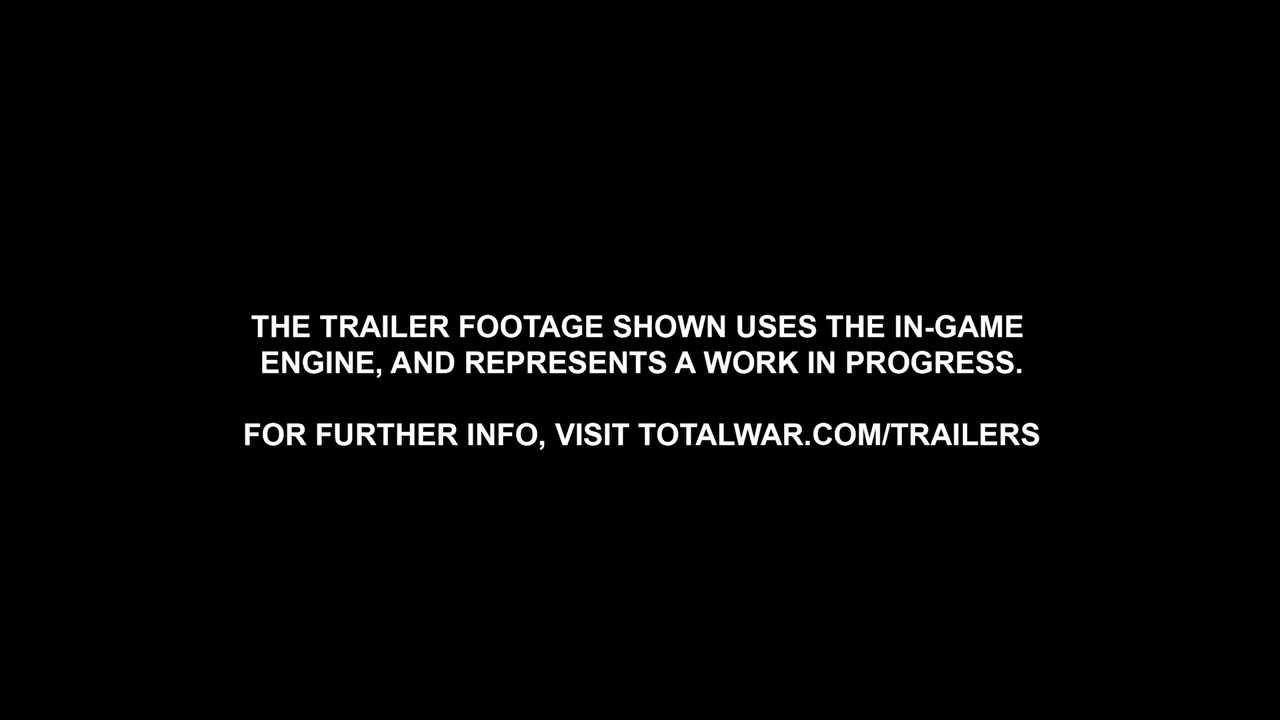 THE TRAILER FOOTAGE SHOWN USES THE IN-GAME
ENGINE, AND REPRESENTS A WORK IN PROGRESS.
FOR FURTHER INFO, VISIT TOTALWAR.COM/TRAILERS